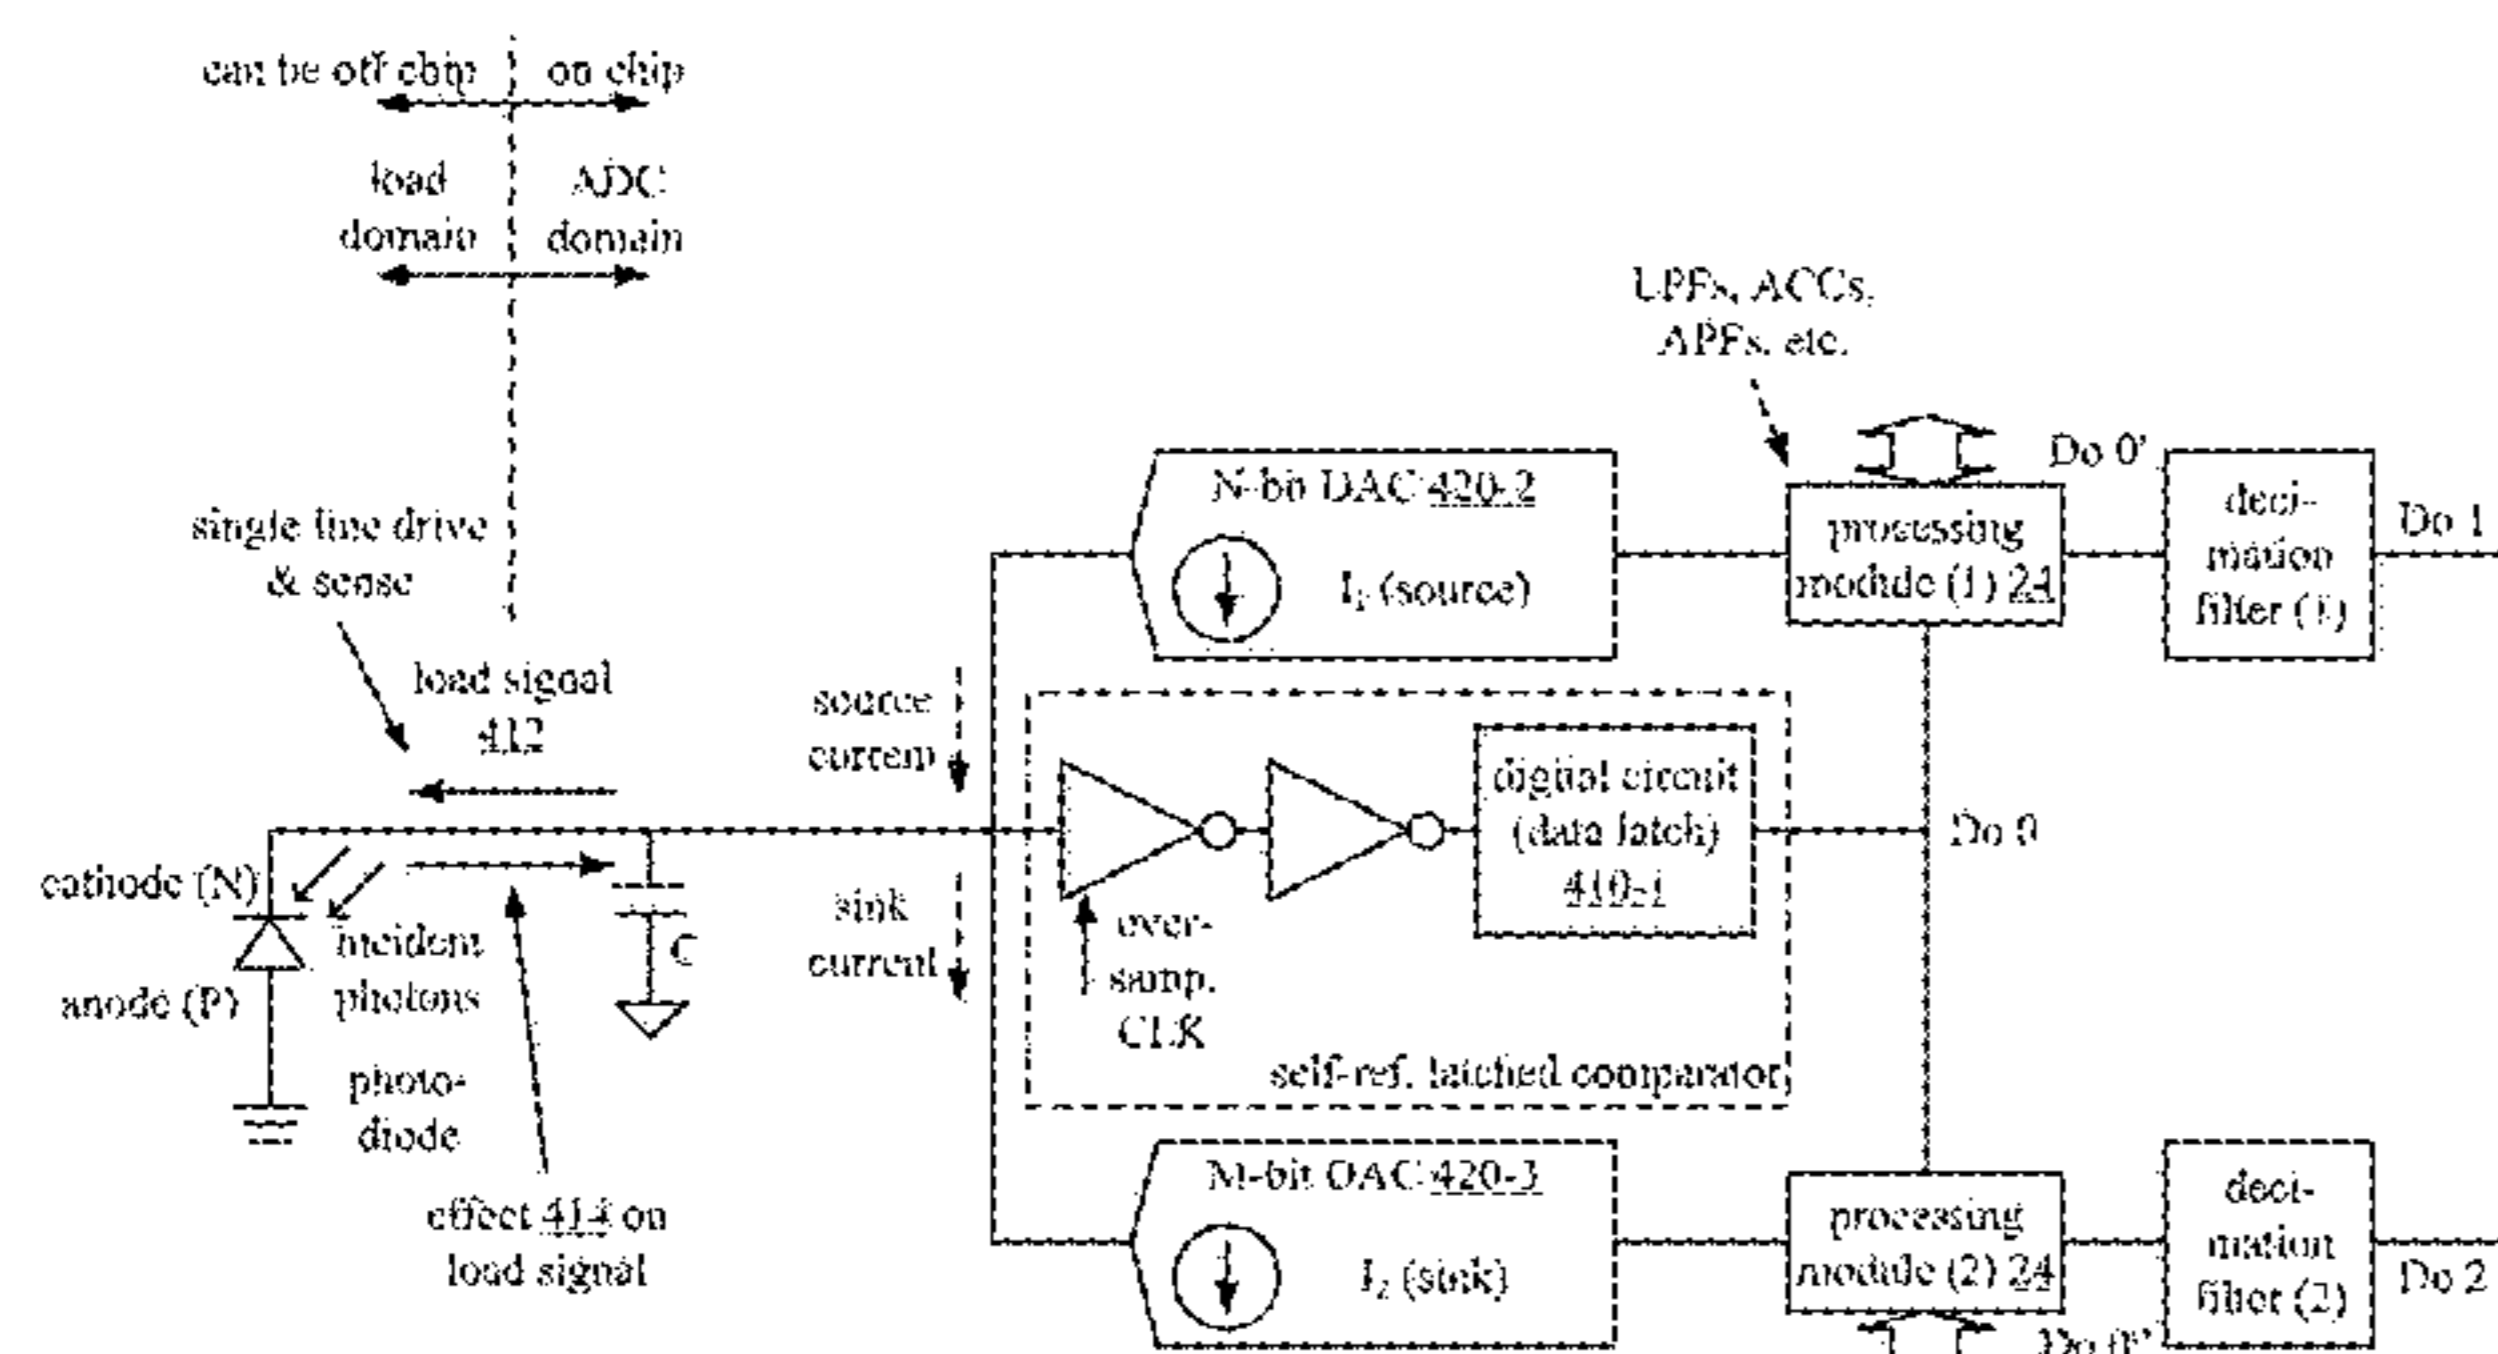 can be off chip
on chip
load
domain
ADC
domain
LPFs, ACCs,
APFs, etc.
single line drive
& sense
load signal
412
source
current
sink
current
N-bit DAC 420-2
I₁ (source)
processing
module (1) 24
Do 0'
deci-
mation
filter (1)
Do 1
digital circuit
(data latch)
410-1
Do 0
over-
samp.
CLK
self-ref. latched comparator
cathode (N)
anode (P)
incident
photons
C
photo-
diode
effect 414 on
load signal
M-bit DAC 420-3
I₂ (sink)
processing
module (2) 24
Do 0"
deci-
mation
filter (2)
Do 2